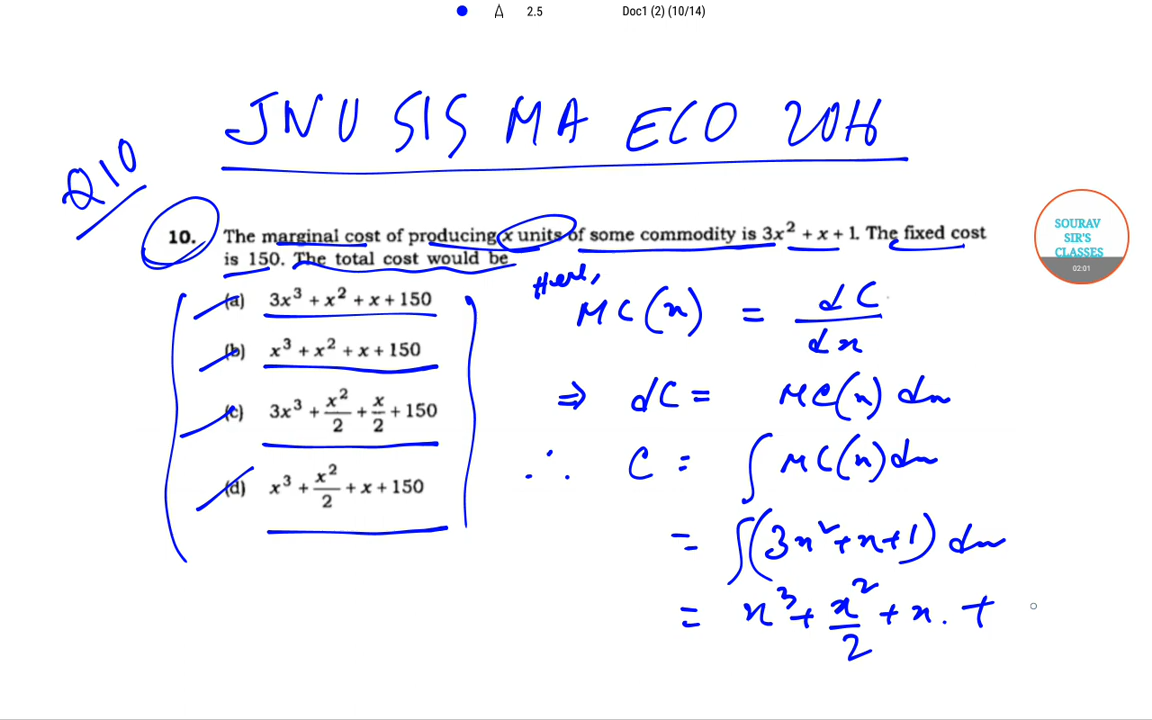 2.5 Doc1 (2) (10/14)
JNU SIS MA ECO 2016
Q10
10. The marginal cost of producing x units of some commodity is 3x² + x + 1. The fixed cost
is 150. The total cost would be
(a) 3x³ + x² + x + 150
(b) x³ + x² + x + 150
(c) 3x³ + x²/2 + x/2 + 150
(d) x³ + x²/2 + x + 150
SOURAV
SIR'S
CLASSES
02:01
Here,
MC(x) = dC/dx
⇒ dC = MC(x) dx
∴ C = ∫ MC(x) dx
= ∫(3x²+x+1) dx
= x³ + x²/2 + x. +